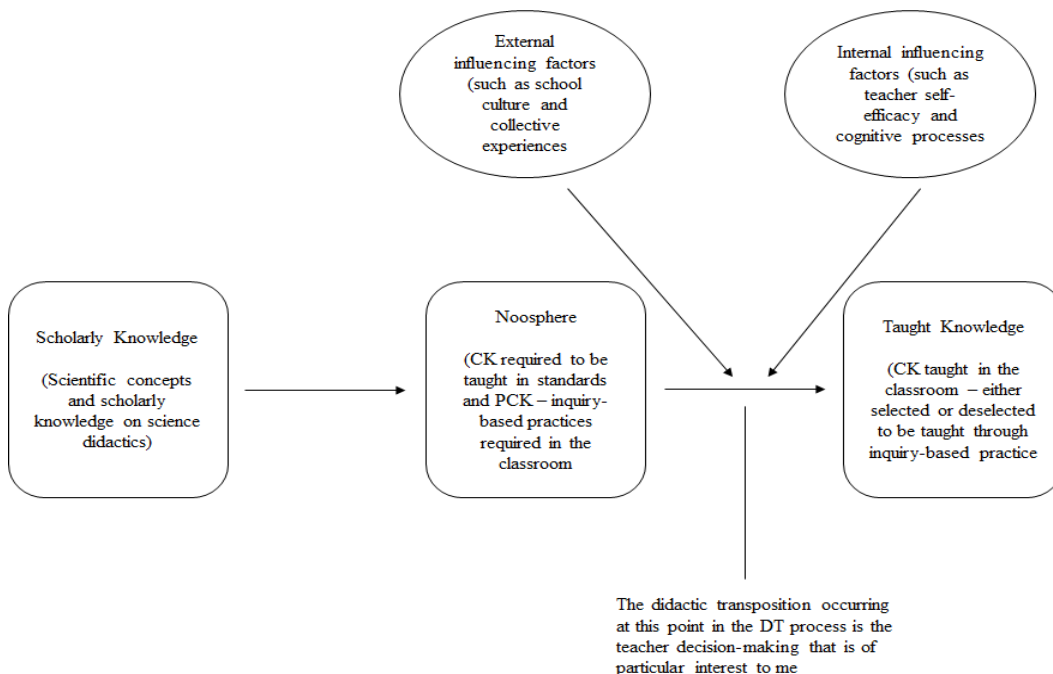 External
influencing factors
(such as school
culture and
collective
experiences
Internal influencing
factors (such as
teacher self-
efficacy and
cognitive processes
Scholarly Knowledge
(Scientific concepts
and scholarly
knowledge on science
didactics)
Noosphere
(CK required to be
taught in standards
and PCK – inquiry-
based practices
required in the
classroom
Taught Knowledge
(CK taught in the
classroom – either
selected or deselected
to be taught through
inquiry-based practice
The didactic transposition occurring
at this point in the DT process is the
teacher decision-making that is of
particular interest to me